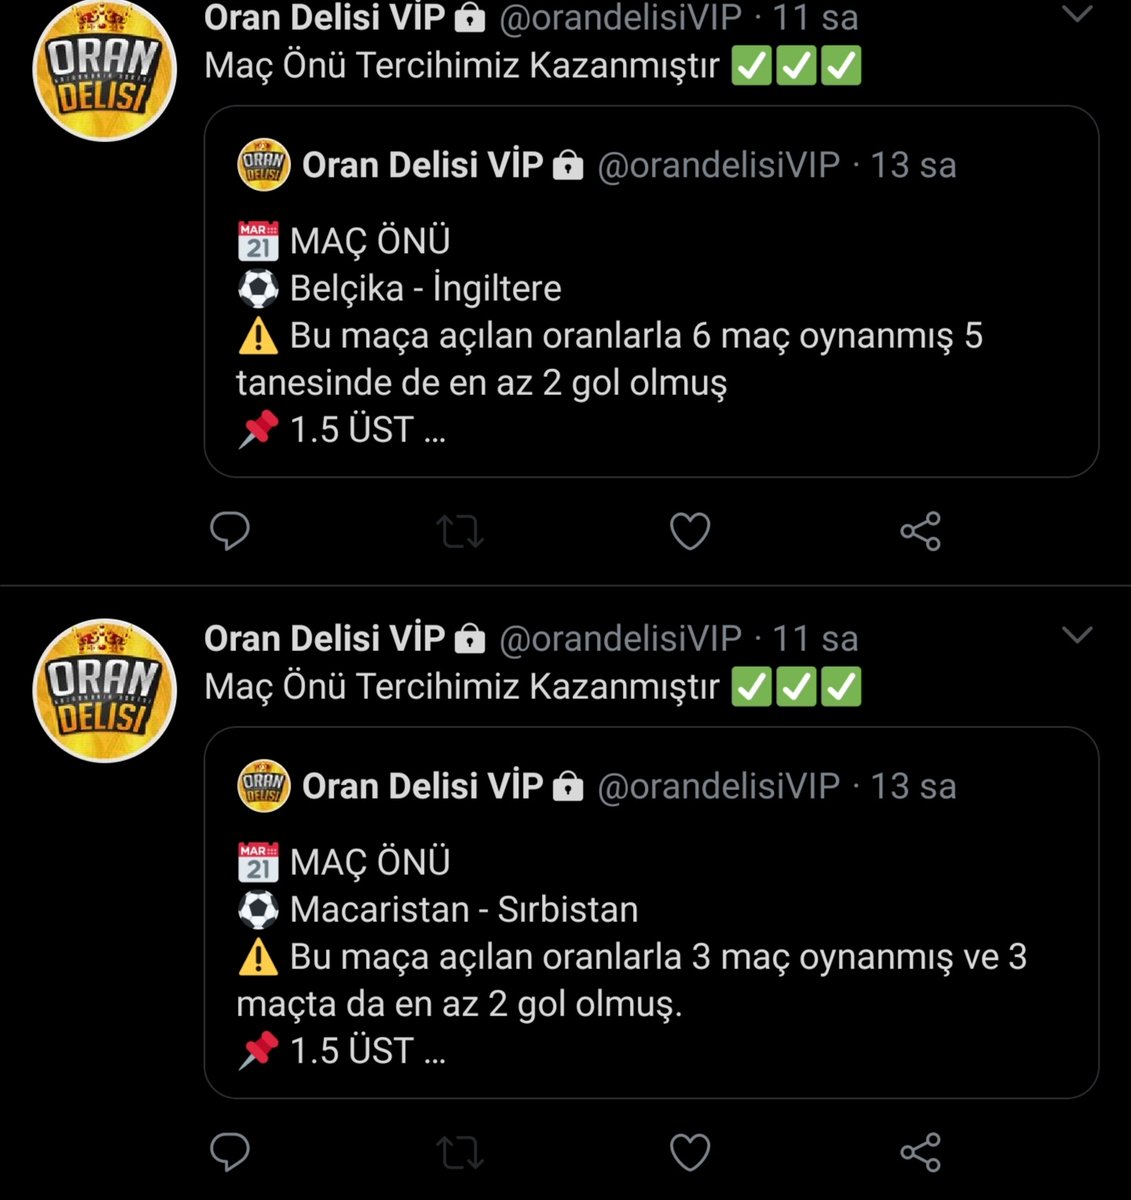 Oran Delisi VİP @orandelisiVIP · 11 sa
Maç Önü Tercihimiz Kazanmıştır ✅✅✅
ORAN
DELISI
Oran Delisi VİP @orandelisiVIP · 13 sa
ORAN
DELISI
MAR
21 MAÇ ÖNÜ
Belçika - İngiltere
Bu maça açılan oranlarla 6 maç oynanmış 5
tanesinde de en az 2 gol olmuş
1.5 ÜST ...
Oran Delisi VİP @orandelisiVIP · 11 sa
Maç Önü Tercihimiz Kazanmıştır ✅✅✅
ORAN
DELISI
Oran Delisi VİP @orandelisiVIP · 13 sa
ORAN
DELISI
MAR
21 MAÇ ÖNÜ
Macaristan - Sırbistan
Bu maça açılan oranlarla 3 maç oynanmış ve 3
maçta da en az 2 gol olmuş.
1.5 ÜST ...